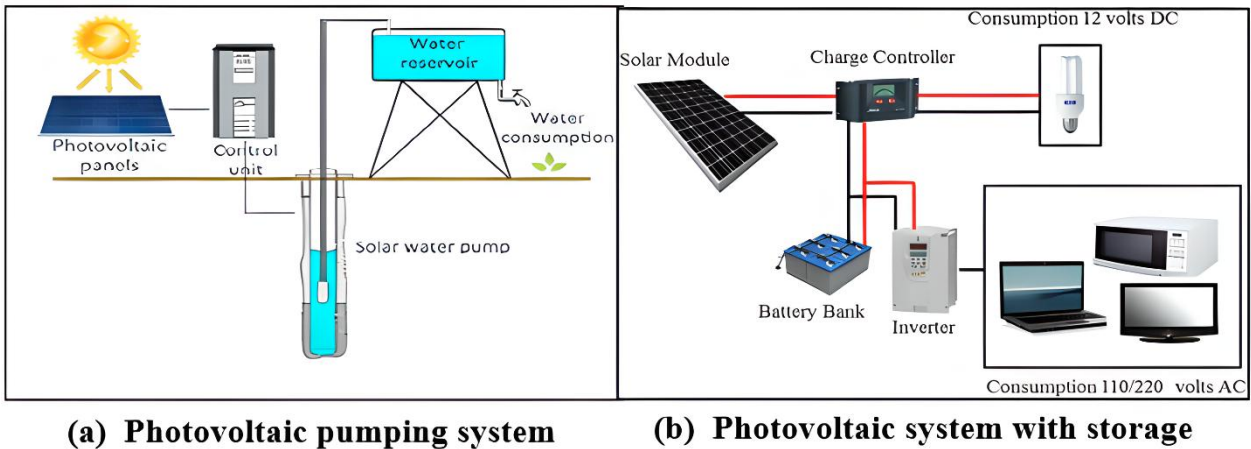 Water
reservoir
Water
consumption
Photovoltaic
panels
Control
unit
Solar water pump
(a) Photovoltaic pumping system
Consumption 12 volts DC
Solar Module
Charge Controller
Battery Bank
Inverter
Consumption 110/220 volts AC
(b) Photovoltaic system with storage